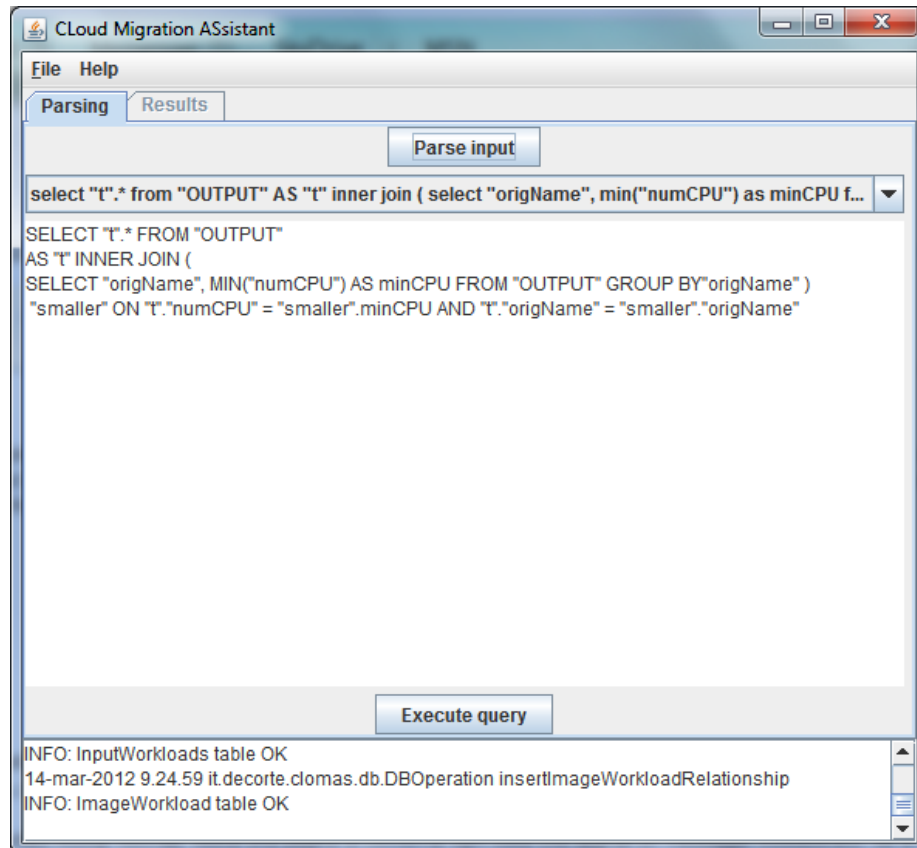 CLoud Migration ASsistant
File Help
Parsing Results
Parse input
select "t".* from "OUTPUT" AS "t" inner join ( select "origName", min("numCPU") as minCPU f...
SELECT "t".* FROM "OUTPUT"
AS "t" INNER JOIN (
SELECT "origName", MIN("numCPU") AS minCPU FROM "OUTPUT" GROUP BY"origName" )
"smaller" ON "t"."numCPU" = "smaller".minCPU AND "t"."origName" = "smaller"."origName"
Execute query
INFO: InputWorkloads table OK
14-mar-2012 9.24.59 it.decorte.clomas.db.DBOperation insertImageWorkloadRelationship
INFO: ImageWorkload table OK